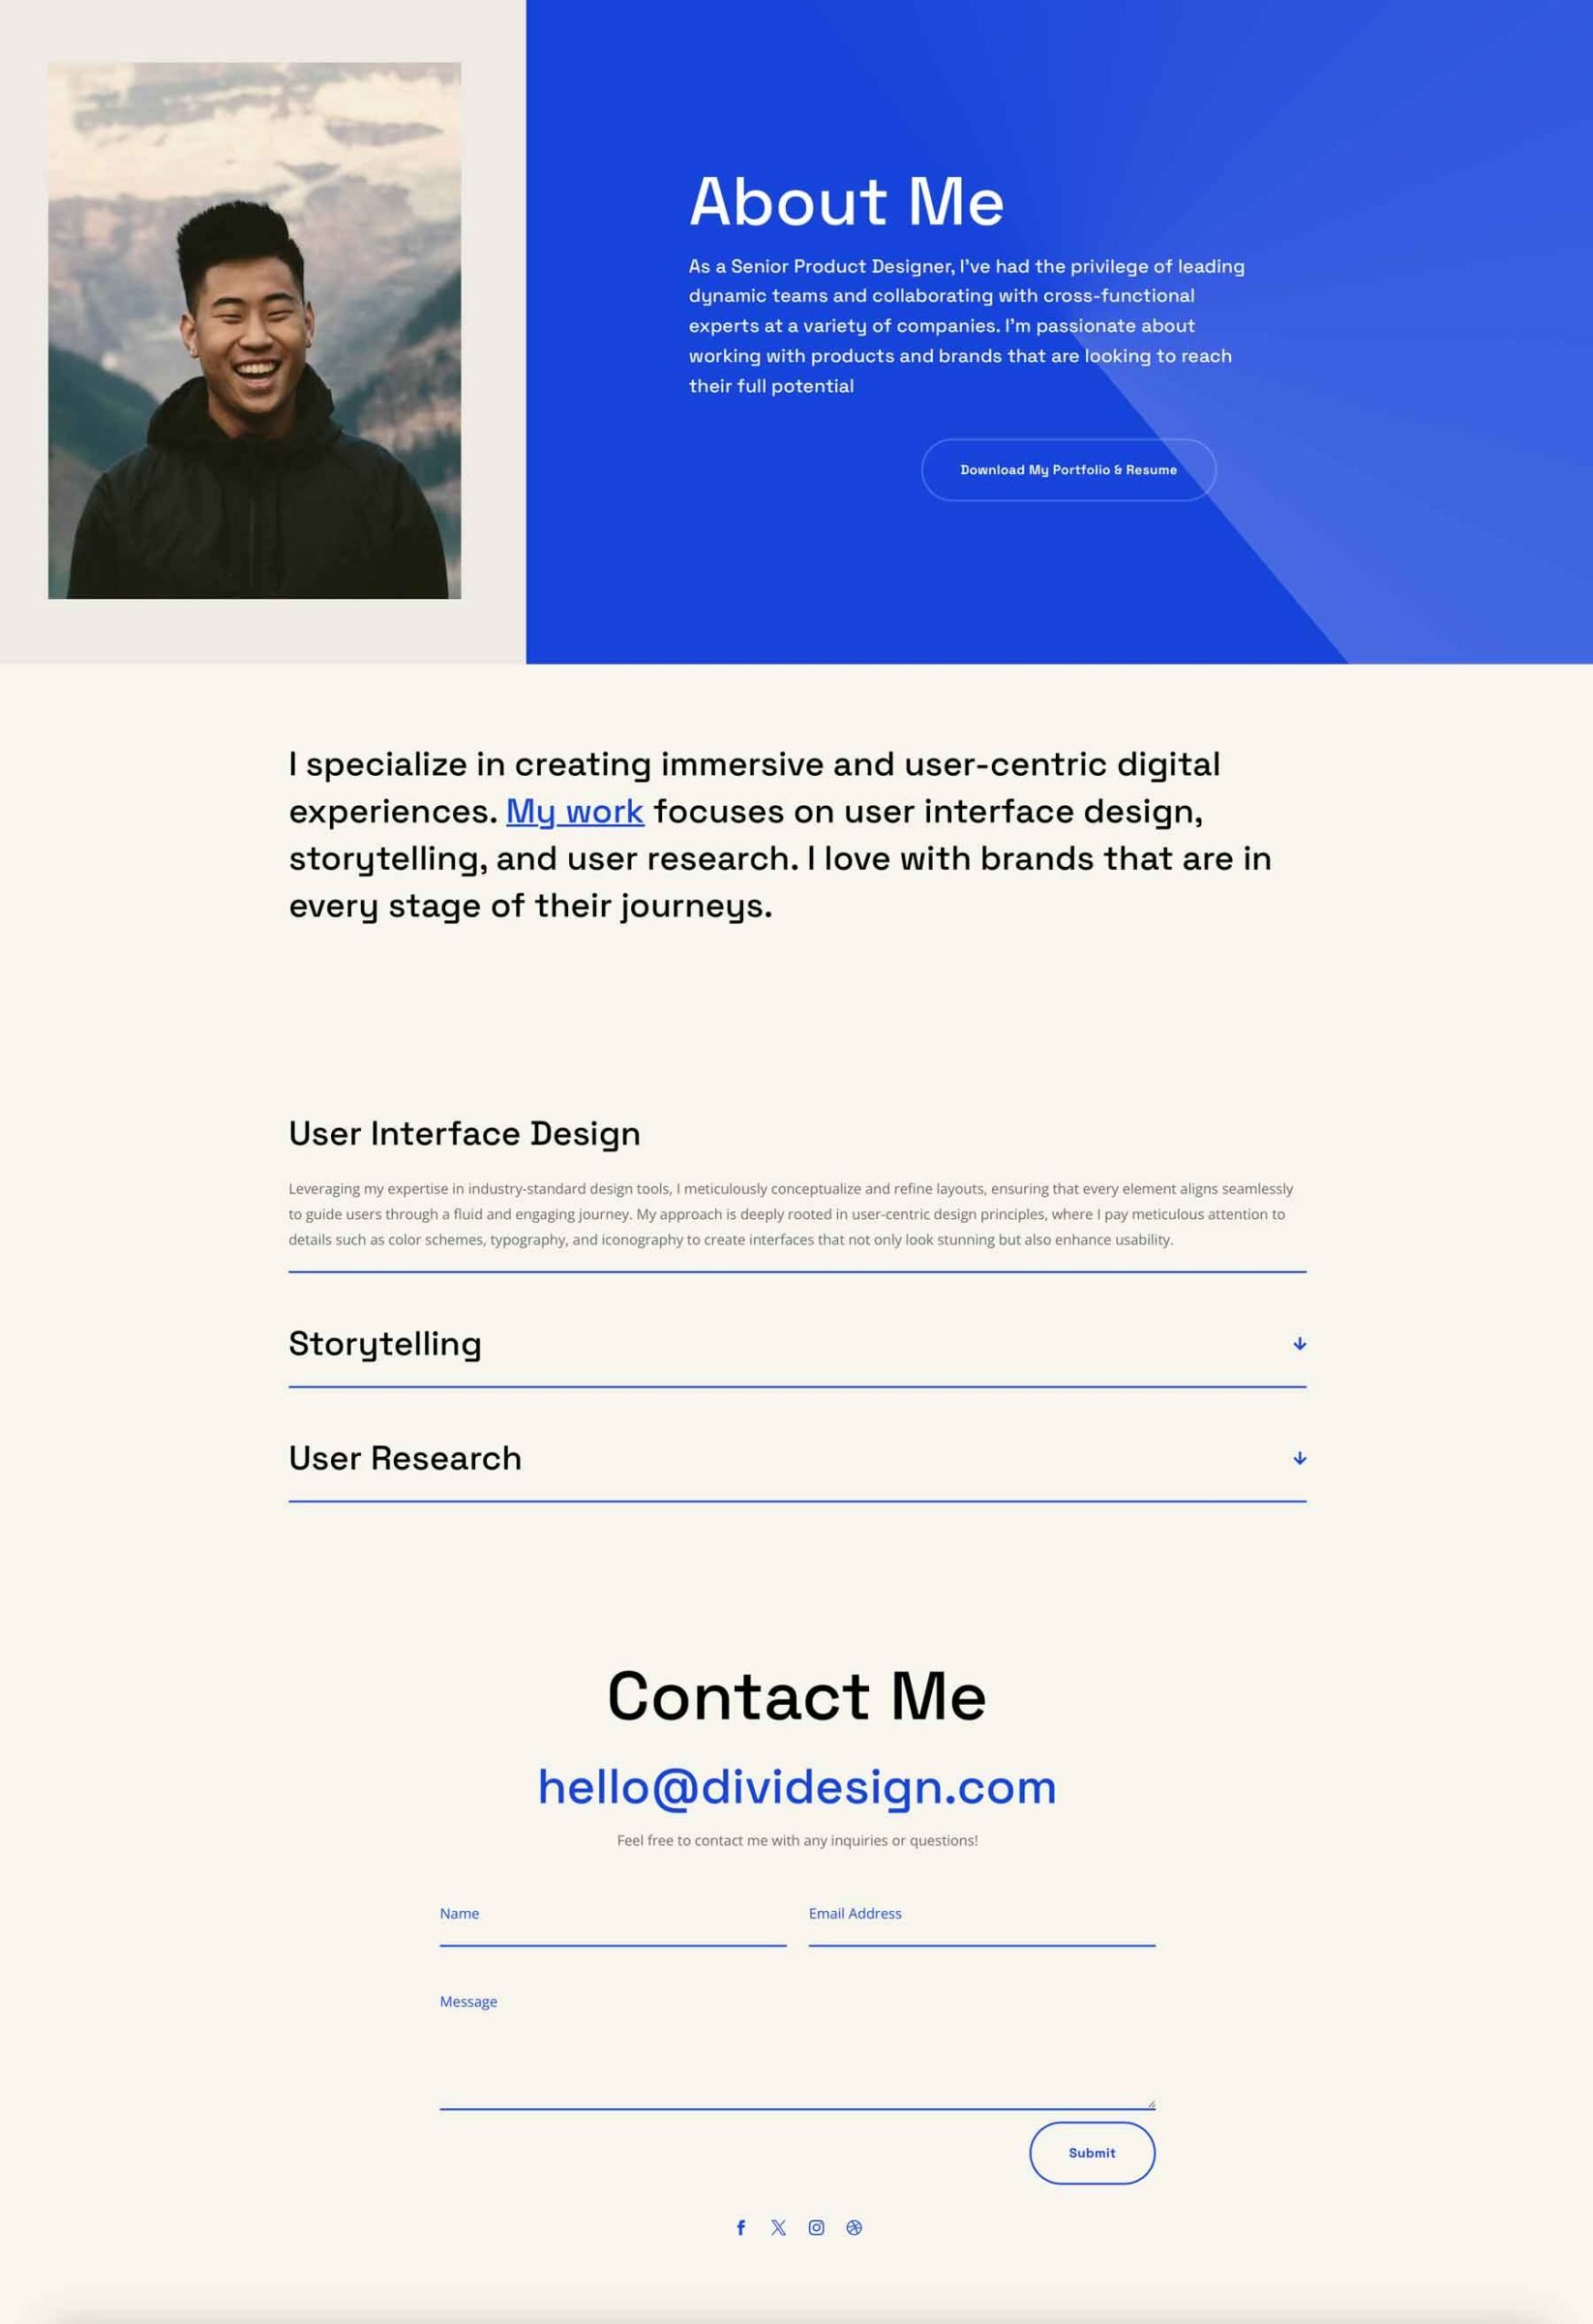 About Me
As a Senior Product Designer, I've had the privilege of leading
dynamic teams and collaborating with cross-functional
experts at a variety of companies. I'm passionate about
working with products and brands that are looking to reach
their full potential
Download My Portfolio & Resume
I specialize in creating immersive and user-centric digital
experiences. My work focuses on user interface design,
storytelling, and user research. I love with brands that are in
every stage of their journeys.
User Interface Design
Leveraging my expertise in industry-standard design tools, I meticulously conceptualize and refine layouts, ensuring that every element aligns seamlessly
to guide users through a fluid and engaging journey. My approach is deeply rooted in user-centric design principles, where I pay meticulous attention to
details such as color schemes, typography, and iconography to create interfaces that not only look stunning but also enhance usability.
Storytelling
User Research
Contact Me
hello@dividesign.com
Feel free to contact me with any inquiries or questions!
Name
Email Address
Message
Submit